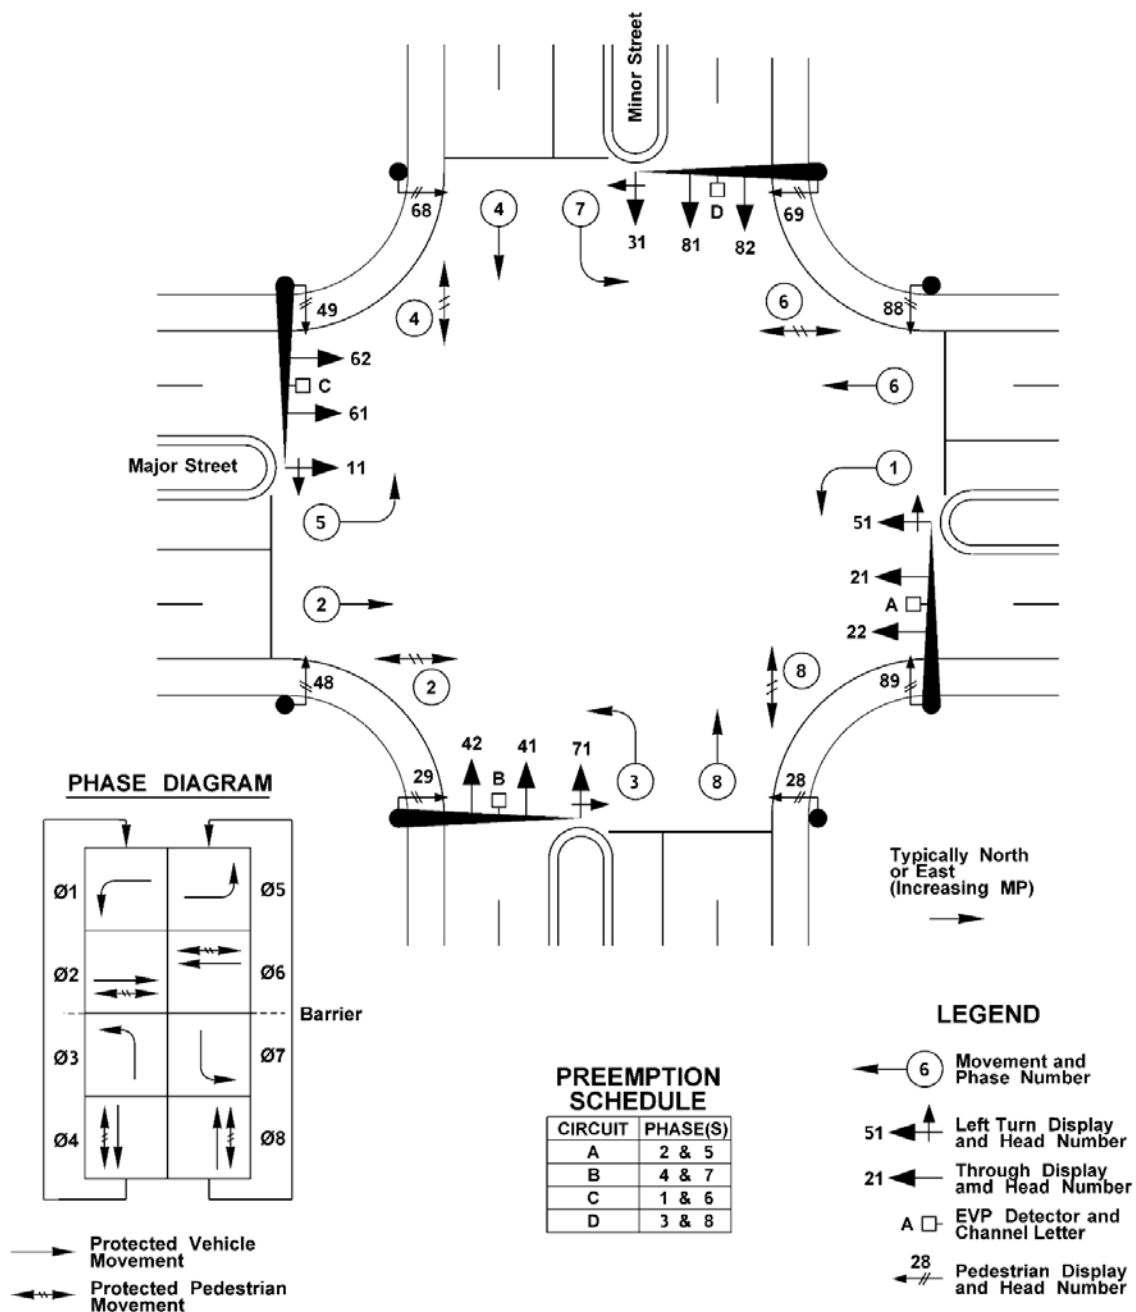 Minor Street
68
4
7
31
D
81
82
69
49
4
6
88
62
C
61
6
Major Street
11
1
5
51
21
2
A
22
48
2
8
89
42
41
71
29
B
3
8
28
PHASE DIAGRAM
Ø1
Ø5
Ø2
Ø6
Barrier
Ø3
Ø7
Ø4
Ø8
Protected Vehicle
Movement
Protected Pedestrian
Movement
PREEMPTION
SCHEDULE
CIRCUIT PHASE(S)
A 2 & 5
B 4 & 7
C 1 & 6
D 3 & 8
Typically North
or East
(Increasing MP)
LEGEND
6 Movement and
Phase Number
51 Left Turn Display
and Head Number
21 Through Display
amd Head Number
A EVP Detector and
Channel Letter
28 Pedestrian Display
and Head Number